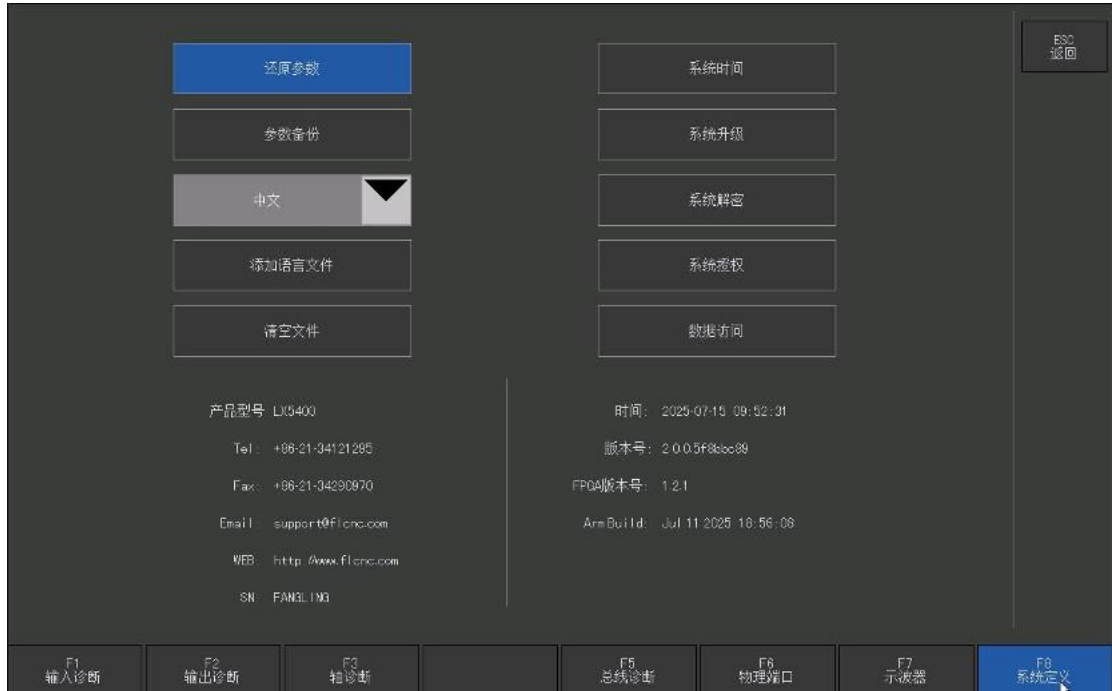 还原参数
系统时间
ESC
返回
参数备份
系统升级
中文
系统解密
添加语言文件
系统授权
清空文件
数据访问
产品型号 LX5400
Tel: +86-21-34121295
Fax: +86-21-34290970
Email: support@flcnc.com
WEB: http://www.flcnc.com
SN: FANGLING
时间: 2025-07-15 09:52:31
版本号: 2.0.0.5f8bbc89
FPGA版本号: 1.2.1
Arm Build: Jul 11 2025 18:56:08
F1
输入诊断
F2
输出诊断
F3
轴诊断
F5
总线诊断
F6
物理端口
F7
示波器
F8
系统定义